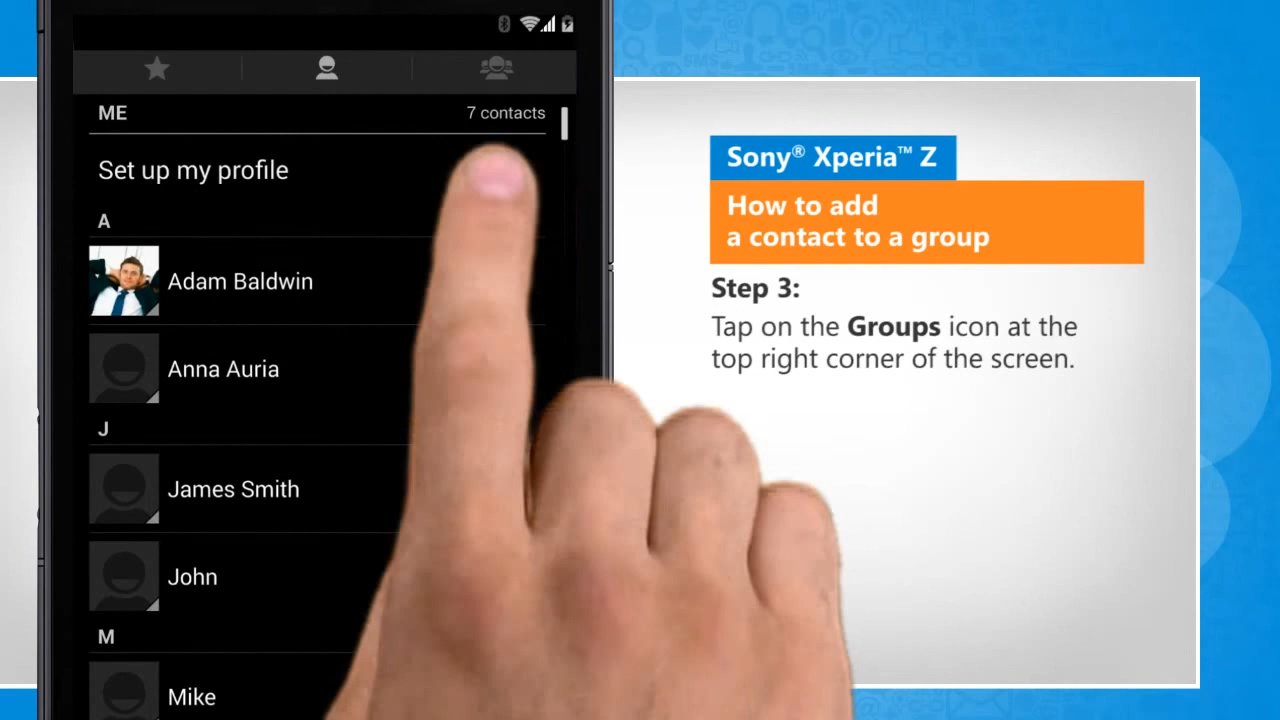 ME 7 contacts
Set up my profile
A
Adam Baldwin
Anna Auria
J
James Smith
John
M
Mike
Sony® Xperia™ Z
How to add
a contact to a group
Step 3:
Tap on the Groups icon at the
top right corner of the screen.